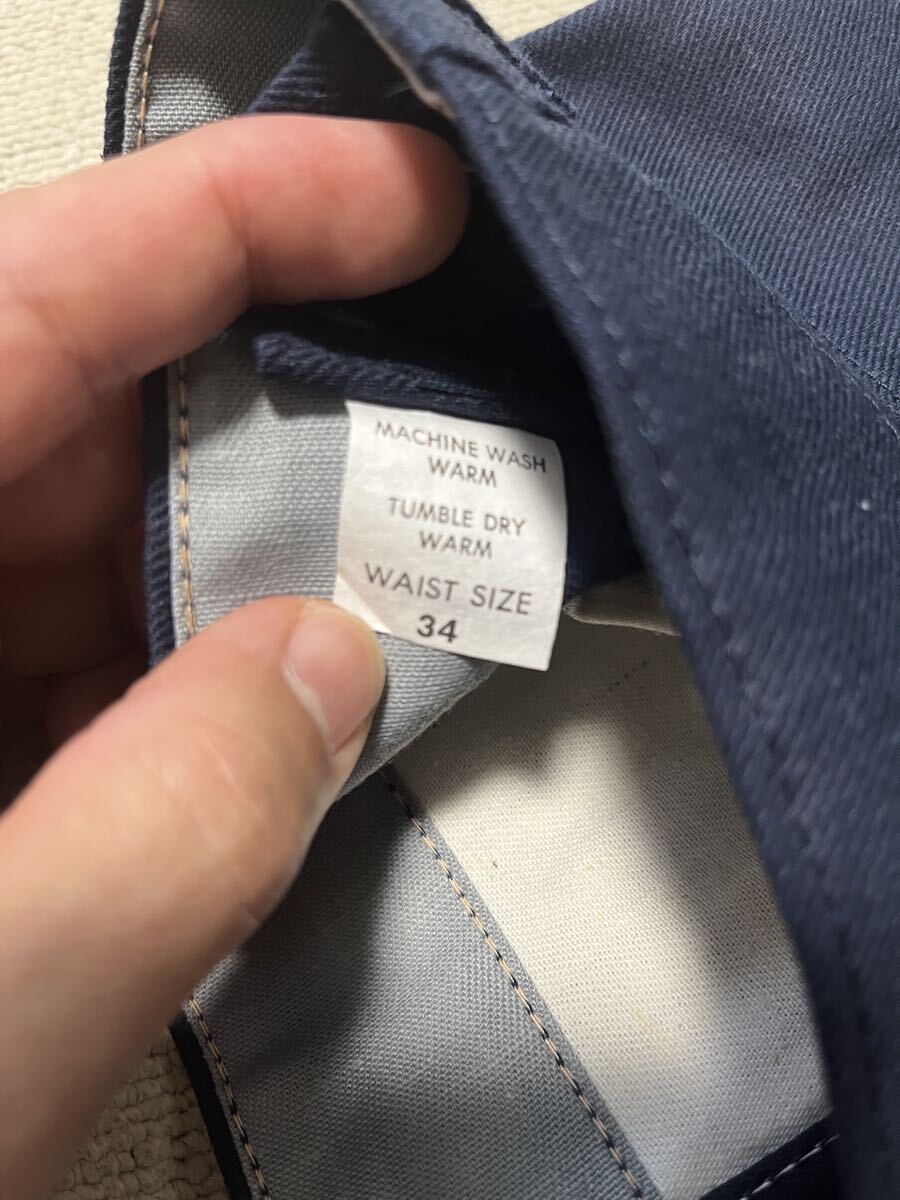 MACHINE WASH
WARM
TUMBLE DRY
WARM
WAIST SIZE
34